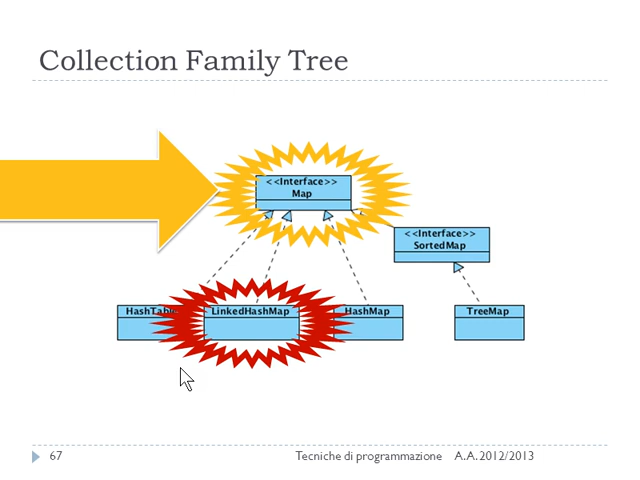 Collection Family Tree
<<Interface>>
Map
<<Interface>>
SortedMap
HashTable
LinkedHashMap
HashMap
TreeMap
67
Tecniche di programmazione
A.A. 2012/2013